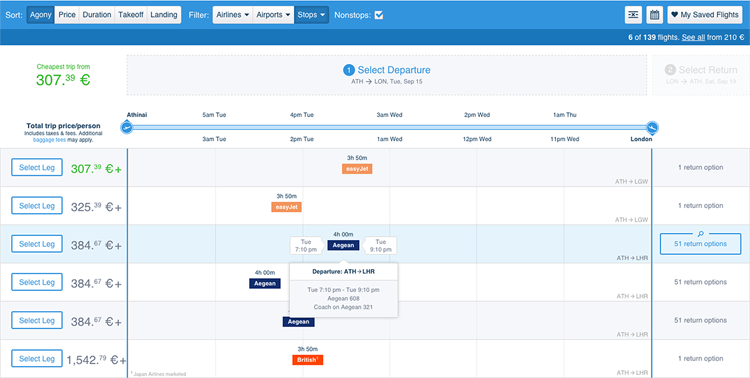 Sort: Agony Price Duration Takeoff Landing Filter: Airlines Airports Stops Nonstops: My Saved Flights
6 of 139 flights. See all from 210 €
Cheapest trip from
307.39 €
1 Select Departure
ATH → LON, Tue, Sep 15
2 Select Return
LON → ATH, Sat, Sep 19
Total trip price/person
Includes taxes & fees. Additional
baggage fees may apply.
Athinai 5am Tue 4pm Tue 3am Wed 2pm Wed 1am Thu
3am Tue 2pm Tue 1am Wed 12pm Wed 11pm Wed London
Select Leg 307.39 €+ 3h 50m easyJet ATH → LGW 1 return option
Select Leg 325.39 €+ 3h 50m easyJet ATH → LGW 1 return option
Select Leg 384.67 €+ Tue 7:10 pm 4h 00m Aegean Tue 9:10 pm ATH → LHR 51 return options
Departure: ATH→LHR
Tue 7:10 pm - Tue 9:10 pm
Aegean 608
Coach on Aegean 321
Select Leg 384.67 €+ 4h 00m Aegean ATH → LHR 51 return options
Select Leg 384.67 €+ Aegean ATH → LHR 51 return options
Select Leg 1,542.79 €+ 3h 50m British¹ ATH → LHR 1 return option
¹ Japan Airlines marketed